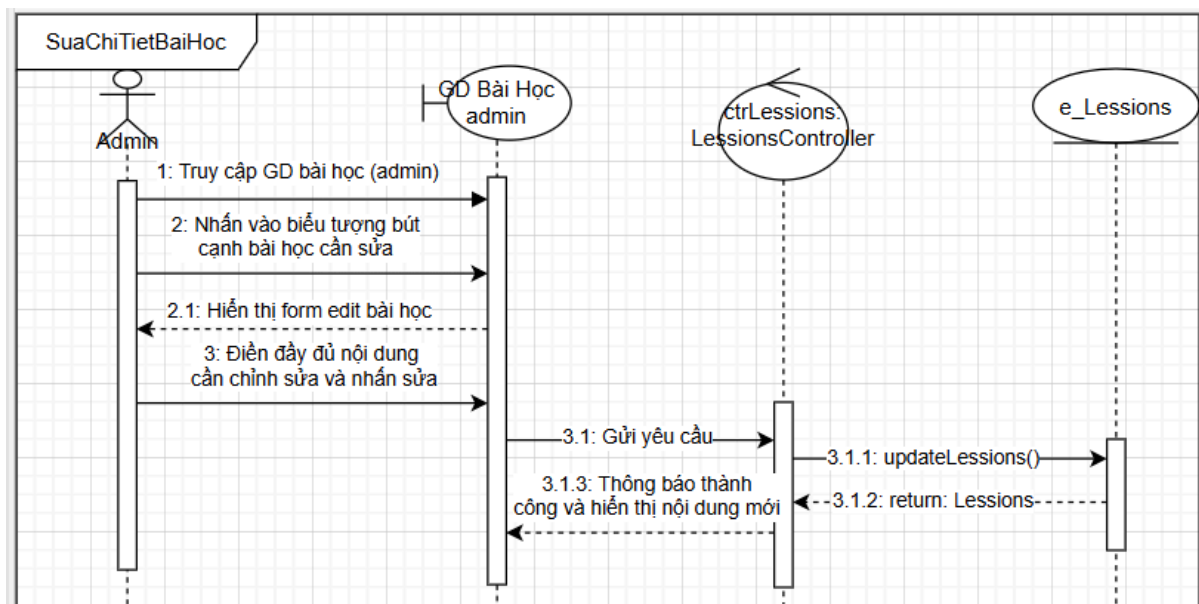 SuaChiTietBaiHoc
Admin
GD Bài Học
admin
ctrLessions:
LessionsController
e_Lessions
1: Truy cập GD bài học (admin)
2: Nhấn vào biểu tượng bút
cạnh bài học cần sửa
2.1: Hiển thị form edit bài học
3: Điền đầy đủ nội dung
cần chỉnh sửa và nhấn sửa
3.1: Gửi yêu cầu
3.1.1: updateLessions()
3.1.2: return: Lessions
3.1.3: Thông báo thành
công và hiển thị nội dung mới